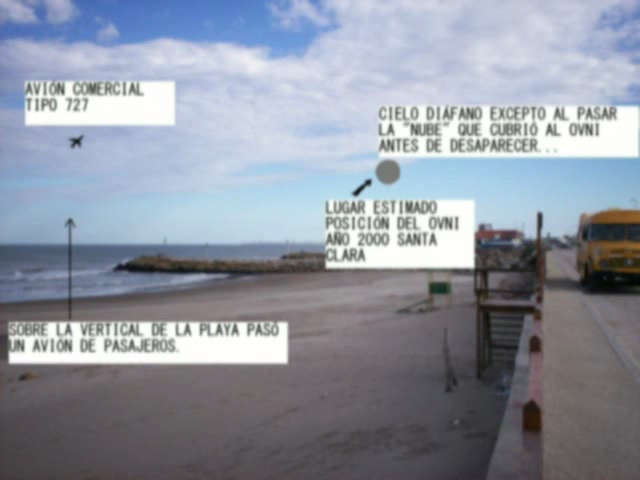 AVIÓN COMERCIAL
TIPO 727
CIELO DIÁFANO EXCEPTO AL PASAR
LA "NUBE" QUE CUBRIÓ AL OVNI
ANTES DE DESAPARECER...
LUGAR ESTIMADO
POSICIÓN DEL OVNI
AÑO 2000 SANTA
CLARA
SOBRE LA VERTICAL DE LA PLAYA PASÓ
UN AVIÓN DE PASAJEROS.